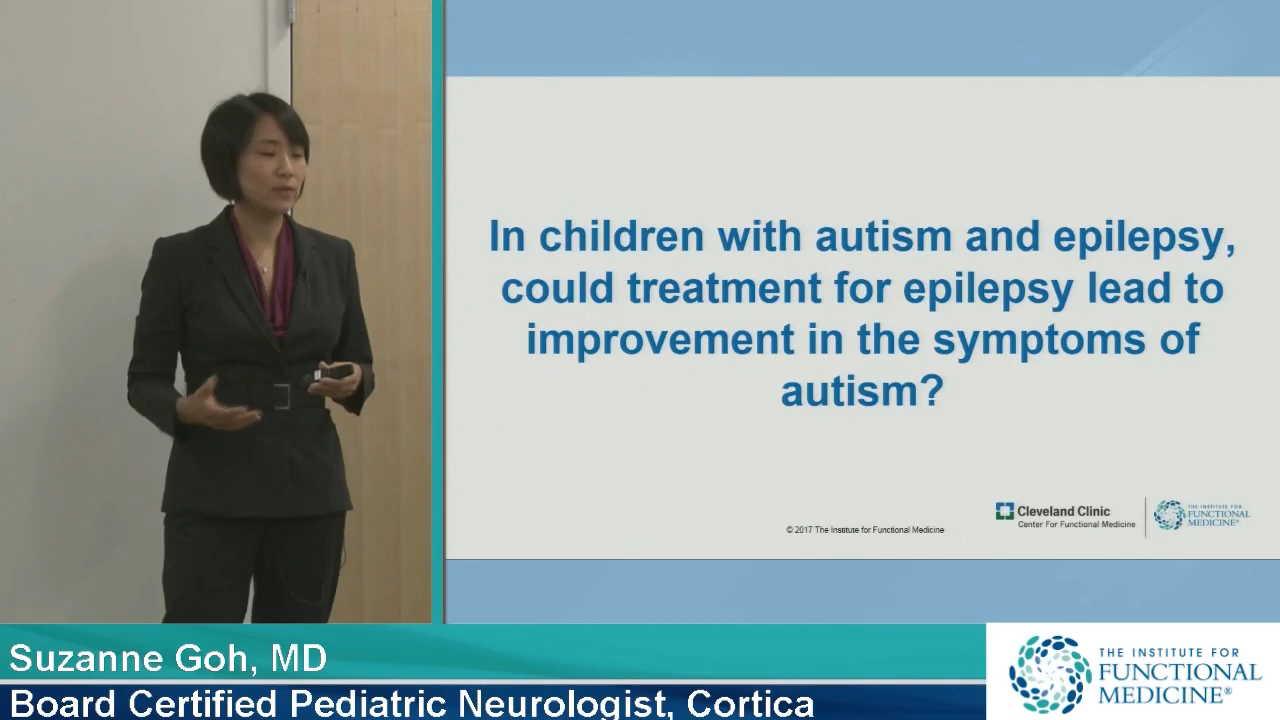 In children with autism and epilepsy,
could treatment for epilepsy lead to
improvement in the symptoms of
autism?
© 2017 The Institute for Functional Medicine
Cleveland Clinic
Center For Functional Medicine
THE INSTITUTE FOR
FUNCTIONAL
MEDICINE®
Suzanne Goh, MD
Board Certified Pediatric Neurologist, Cortica
THE INSTITUTE FOR
FUNCTIONAL
MEDICINE®